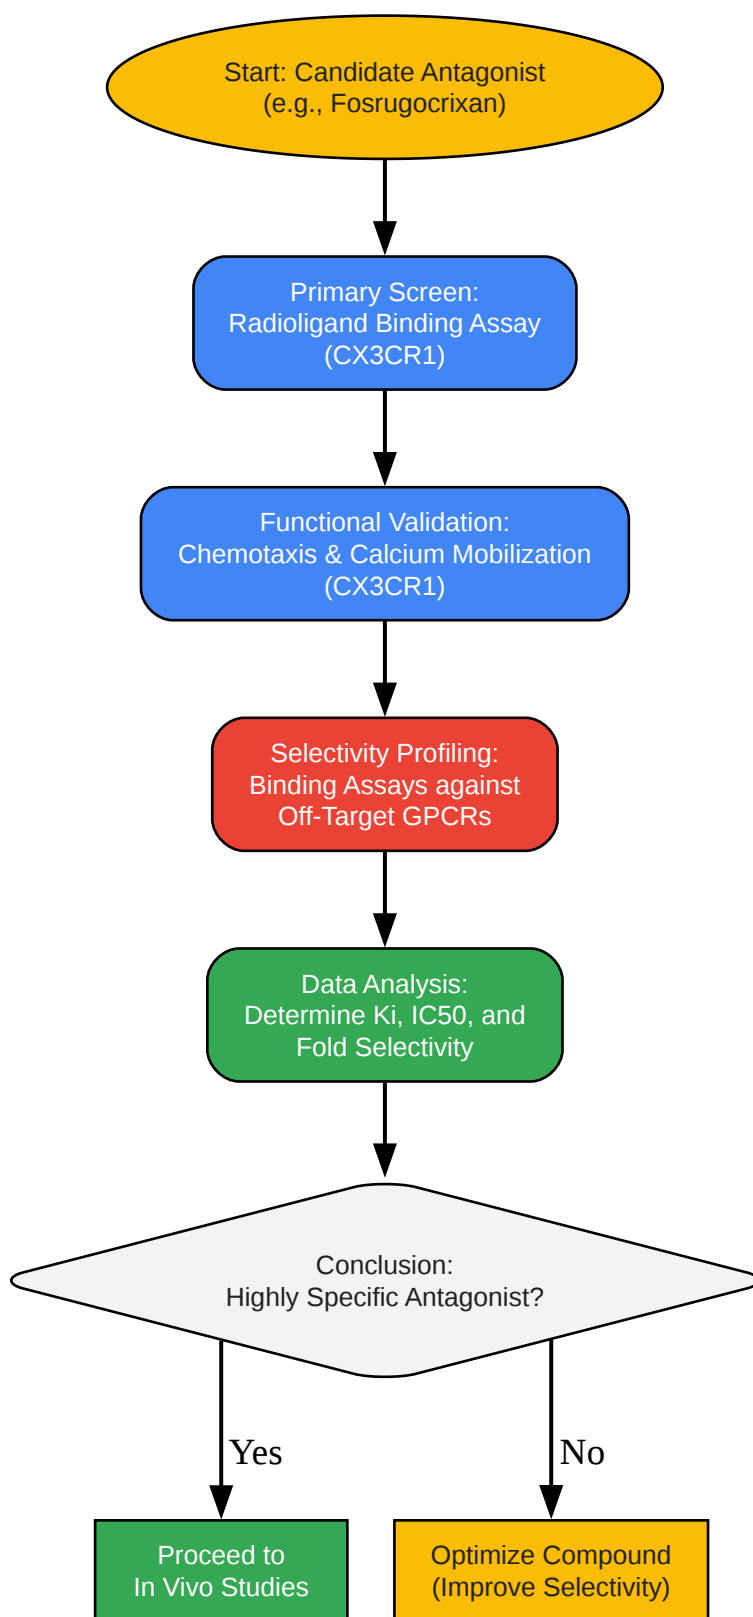 Start: Candidate Antagonist
(e.g., Fosrugocrixan)
Primary Screen:
Radioligand Binding Assay
(CX3CR1)
Functional Validation:
Chemotaxis & Calcium Mobilization
(CX3CR1)
Selectivity Profiling:
Binding Assays against
Off-Target GPCRs
Data Analysis:
Determine Ki, IC50, and
Fold Selectivity
Conclusion:
Highly Specific Antagonist?
Yes
No
Proceed to
In Vivo Studies
Optimize Compound
(Improve Selectivity)